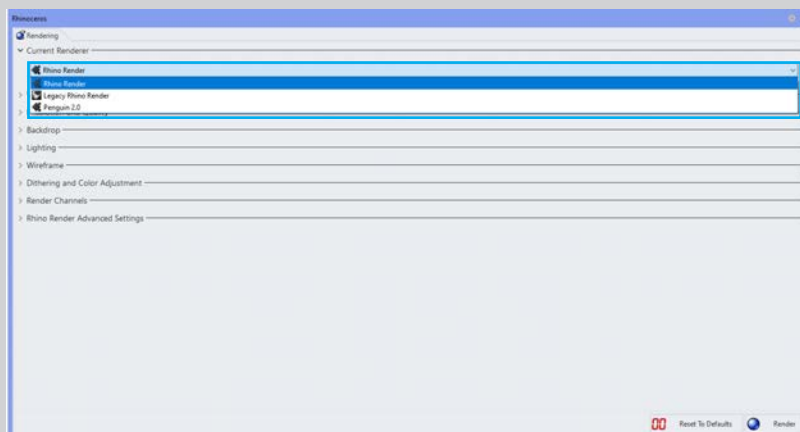 Rhinoceros
Rendering
Current Renderer
Rhino Render
Rhino Render
Legacy Rhino Render
Penguin 2.0
Backdrop
Lighting
Wireframe
Dithering and Color Adjustment
Render Channels
Rhino Render Advanced Settings
Reset To Defaults Render